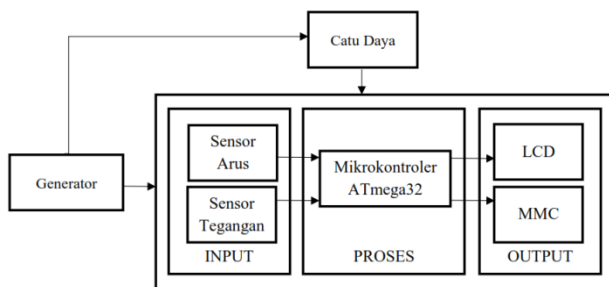 Catu Daya
Generator
Sensor
Arus
Sensor
Tegangan
INPUT
Mikrokontroler
ATmega32
PROSES
LCD
MMC
OUTPUT